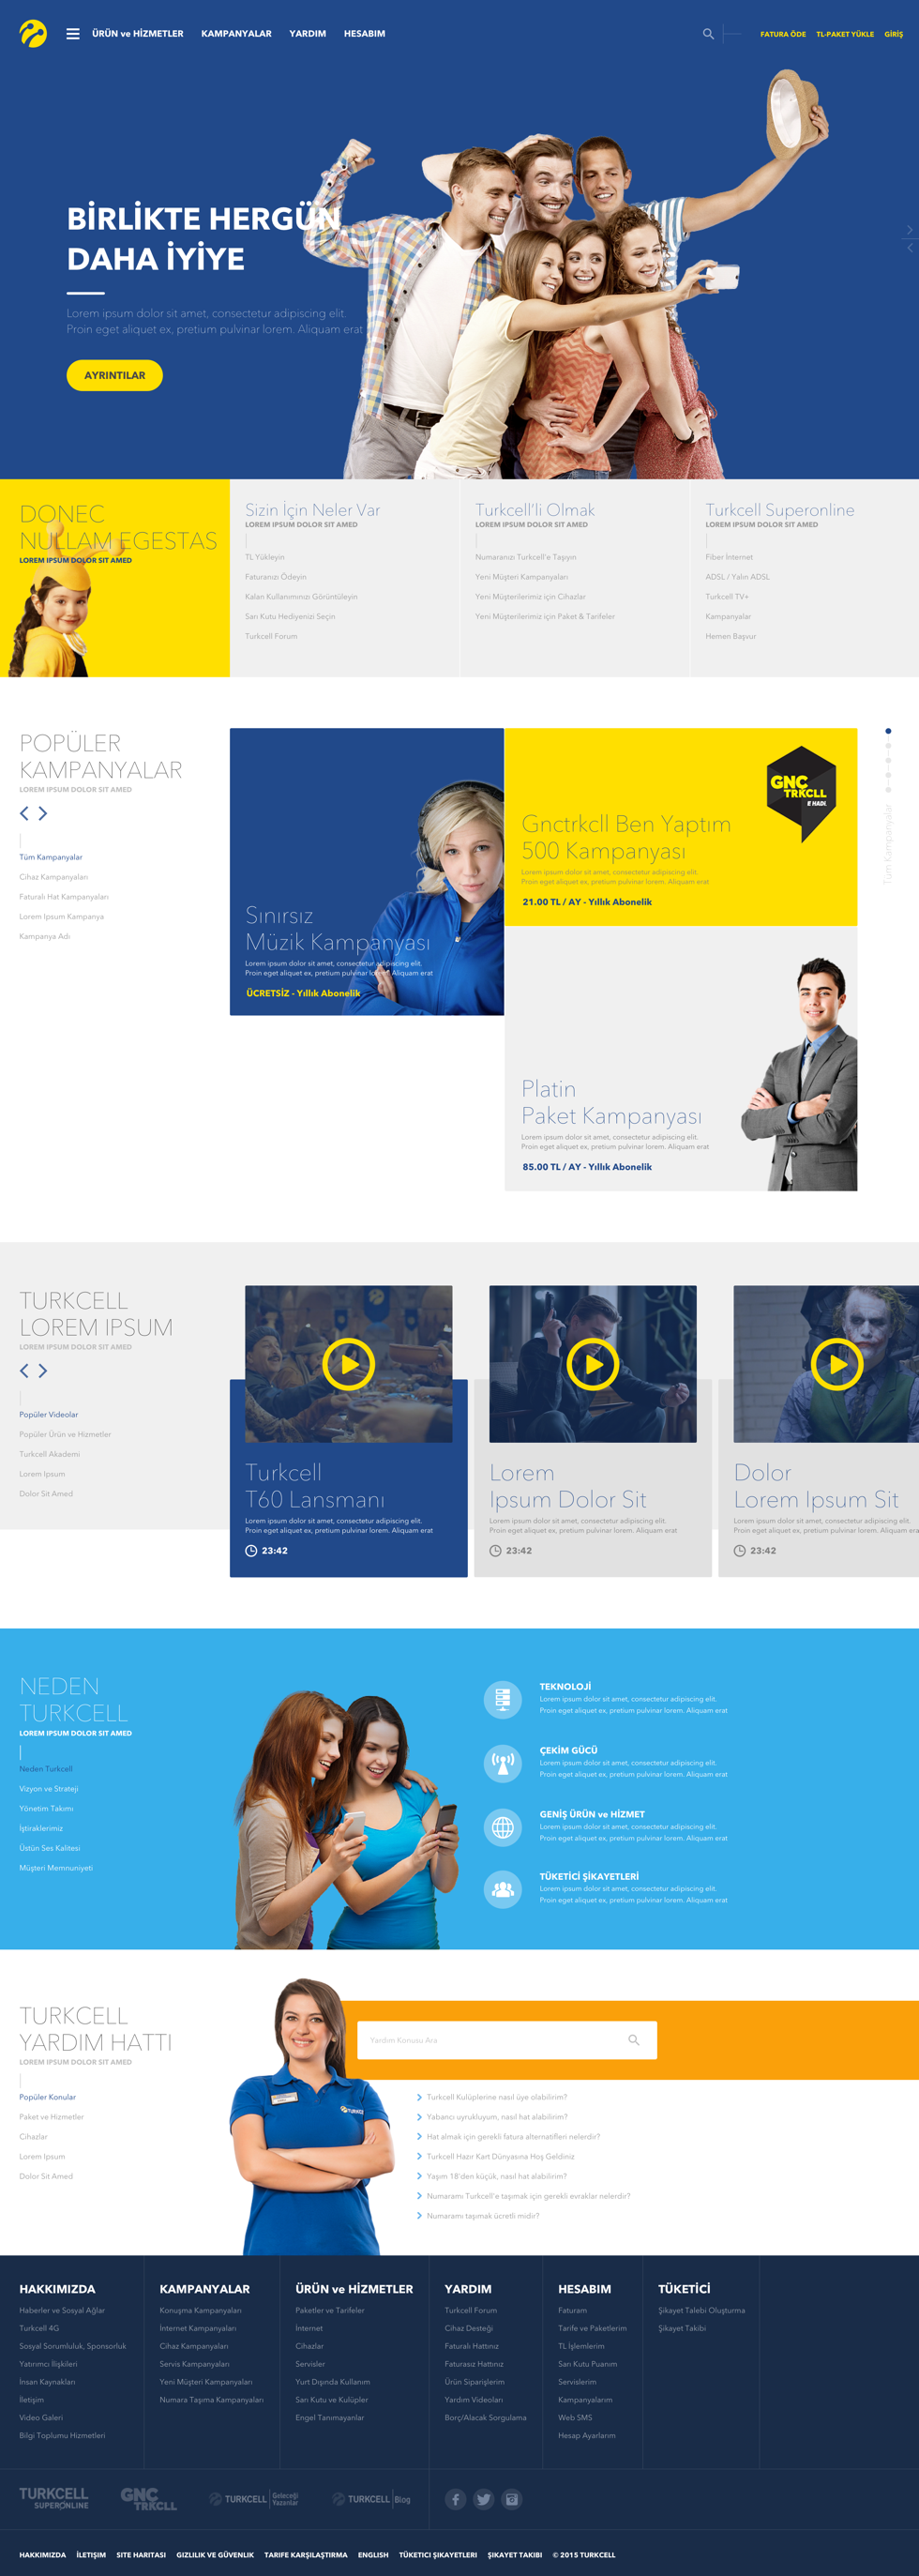 ÜRÜN ve HİZMETLER KAMPANYALAR YARDIM HESABIM
FATURA ÖDE TL-PAKET YÜKLE GİRİŞ
BİRLİKTE HERGÜN
DAHA İYİYE
Lorem ipsum dolor sit amet, consectetur adipiscing elit.
Proin eget aliquet ex, pretium pulvinar lorem. Aliquam erat
AYRINTILAR
DONEC
NULLAM EGESTAS
LOREM IPSUM DOLOR SIT AMED
Sizin İçin Neler Var
LOREM IPSUM DOLOR SIT AMED
TL Yükleyin
Faturanızı Ödeyin
Kalan Kullanımınızı Görüntüleyin
Sarı Kutu Hediyenizi Seçin
Turkcell Forum
Turkcell'li Olmak
LOREM IPSUM DOLOR SIT AMED
Numaranızı Turkcell'e Taşıyın
Yeni Müşteri Kampanyaları
Yeni Müşterilerimiz için Cihazlar
Yeni Müşterilerimiz için Paket & Tarifeler
Turkcell Superonline
LOREM IPSUM DOLOR SIT AMED
Fiber İnternet
ADSL / Yalın ADSL
Turkcell TV+
Kampanyalar
Hemen Başvur
POPÜLER
KAMPANYALAR
LOREM IPSUM DOLOR SIT AMED
Tüm Kampanyalar
Cihaz Kampanyaları
Faturalı Hat Kampanyaları
Lorem Ipsum Kampanya
Kampanya Adı
Sınırsız
Müzik Kampanyası
Lorem ipsum dolor sit amet, consectetur adipiscing elit.
Proin eget aliquet ex, pretium pulvinar lorem. Aliquam erat
ÜCRETSİZ - Yıllık Abonelik
GNC
TRKCLL
E HADI.
Gnctrkcll Ben Yaptım
500 Kampanyası
Lorem ipsum dolor sit amet, consectetur adipiscing elit.
Proin eget aliquet ex, pretium pulvinar lorem. Aliquam erat
21.00 TL / AY - Yıllık Abonelik
Platin
Paket Kampanyası
Lorem ipsum dolor sit amet, consectetur adipiscing elit.
Proin eget aliquet ex, pretium pulvinar lorem. Aliquam erat
85.00 TL / AY - Yıllık Abonelik
Tüm Kampanyalar
TURKCELL
LOREM IPSUM
LOREM IPSUM DOLOR SIT AMED
Popüler Videolar
Popüler Ürün ve Hizmetler
Turkcell Akademi
Lorem Ipsum
Dolor Sit Amed
Turkcell
T60 Lansmanı
Lorem ipsum dolor sit amet, consectetur adipiscing elit.
Proin eget aliquet ex, pretium pulvinar lorem. Aliquam erat
23:42
Lorem
Ipsum Dolor Sit
Lorem ipsum dolor sit amet, consectetur adipiscing elit.
Proin eget aliquet ex, pretium pulvinar lorem. Aliquam erat
23:42
Dolor
Lorem Ipsum Sit
Lorem ipsum dolor sit amet, consectetur adipiscing elit.
Proin eget aliquet ex, pretium pulvinar lorem. Aliquam era
23:42
NEDEN
TURKCELL
LOREM IPSUM DOLOR SIT AMED
Neden Turkcell
Vizyon ve Strateji
Yönetim Takımı
İştiraklerimiz
Üstün Ses Kalitesi
Müşteri Memnuniyeti
TEKNOLOJİ
Lorem ipsum dolor sit amet, consectetur adipiscing elit.
Proin eget aliquet ex, pretium pulvinar lorem. Aliquam erat
ÇEKİM GÜCÜ
Lorem ipsum dolor sit amet, consectetur adipiscing elit.
Proin eget aliquet ex, pretium pulvinar lorem. Aliquam erat
GENİŞ ÜRÜN ve HİZMET
Lorem ipsum dolor sit amet, consectetur adipiscing elit.
Proin eget aliquet ex, pretium pulvinar lorem. Aliquam erat
TÜKETİCİ ŞİKAYETLERİ
Lorem ipsum dolor sit amet, consectetur adipiscing elit.
Proin eget aliquet ex, pretium pulvinar lorem. Aliquam erat
TURKCELL
YARDIM HATTI
LOREM IPSUM DOLOR SIT AMED
Popüler Konular
Paket ve Hizmetler
Cihazlar
Lorem Ipsum
Dolor Sit Amed
Yardım Konusu Ara
Turkcell Kulüplerine nasıl üye olabilirim?
Yabancı uyrukluyum, nasıl hat alabilirim?
Hat almak için gerekli fatura alternatifleri nelerdir?
Turkcell Hazır Kart Dünyasına Hoş Geldiniz
Yaşım 18'den küçük, nasıl hat alabilirim?
Numaramı Turkcell'e taşımak için gerekli evraklar nelerdir?
Numaramı taşımak ücretli midir?
HAKKIMIZDA
Haberler ve Sosyal Ağlar
Turkcell 4G
Sosyal Sorumluluk, Sponsorluk
Yatırımcı İlişkileri
İnsan Kaynakları
İletişim
Video Galeri
Bilgi Toplumu Hizmetleri
KAMPANYALAR
Konuşma Kampanyaları
İnternet Kampanyaları
Cihaz Kampanyaları
Servis Kampanyaları
Yeni Müşteri Kampanyaları
Numara Taşıma Kampanyaları
ÜRÜN ve HİZMETLER
Paketler ve Tarifeler
İnternet
Cihazlar
Servisler
Yurt Dışında Kullanım
Sarı Kutu ve Kulüpler
Engel Tanımayanlar
YARDIM
Turkcell Forum
Cihaz Desteği
Faturalı Hattınız
Faturasız Hattınız
Ürün Siparişlerim
Yardım Videoları
Borç/Alacak Sorgulama
HESABIM
Faturam
Tarife ve Paketlerim
TL İşlemlerim
Sarı Kutu Puanım
Servislerim
Kampanyalarım
Web SMS
Hesap Ayarlarım
TÜKETİCİ
Şikayet Talebi Oluşturma
Şikayet Takibi
TURKCELL
SUPERONLINE
GNC
TRKCLL
TURKCELL Geleceği Yazanlar
TURKCELL Blog
HAKKIMIZDA İLETIŞIM SITE HARITASI GIZLILIK VE GÜVENLIK TARIFE KARŞILAŞTIRMA ENGLISH TÜKETICI ŞIKAYETLERI ŞIKAYET TAKIBI © 2015 TURKCELL